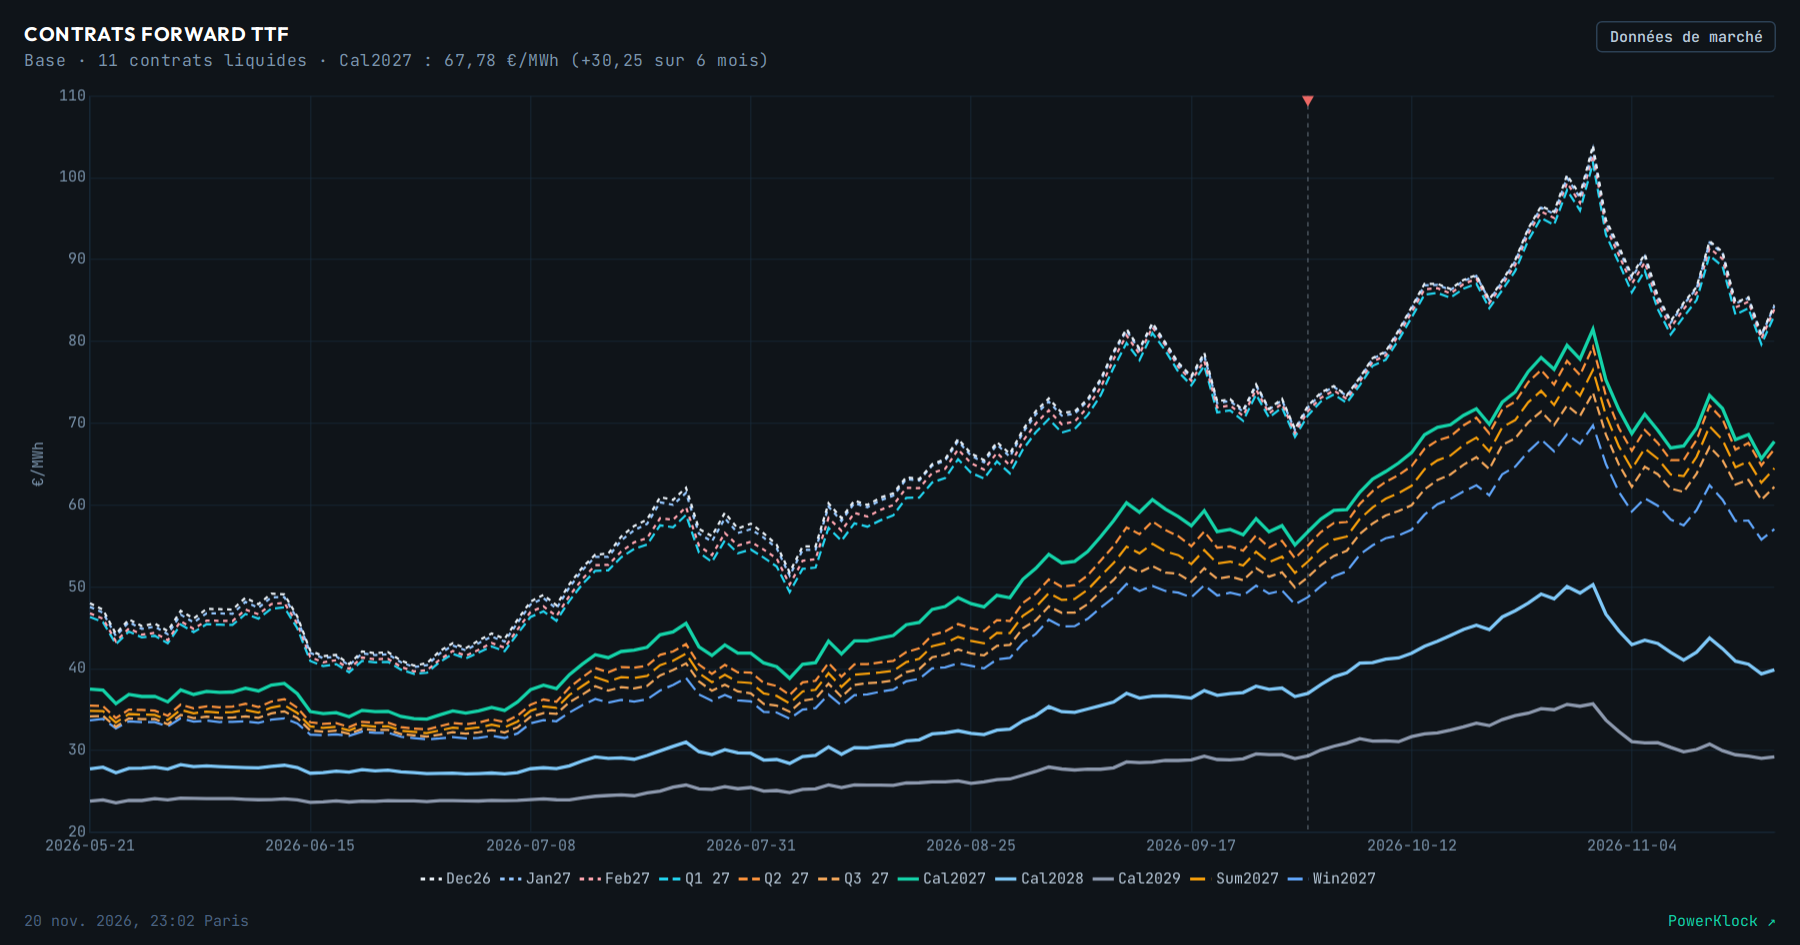 CONTRATS FORWARD TTF
Données de marché
Base · 11 contrats liquides · Cal2027 : 67,78 €/MWh (+30,25 sur 6 mois)
110
100
90
80
70
60
50
40
30
20
€/MWh
2026-05-21 2026-06-15 2026-07-08 2026-07-31 2026-08-25 2026-09-17 2026-10-12 2026-11-04
Dec26 Jan27 Feb27 Q1 27 Q2 27 Q3 27 Cal2027 Cal2028 Cal2029 Sum2027 Win2027
20 nov. 2026, 23:02 Paris
PowerKlock ↗